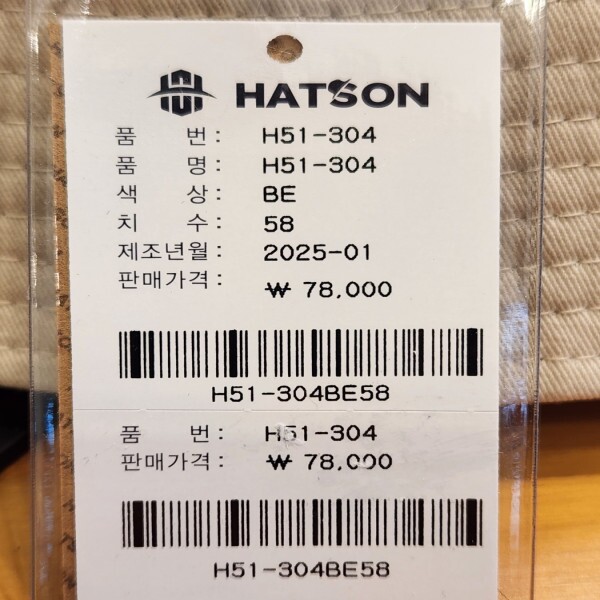 HATSON
품 번 : H51-304
품 명 : H51-304
색 상 : BE
치 수 : 58
제조년월 : 2025-01
판매가격 : ₩ 78,000
H51-304BE58
품 번 : H51-304
판매가격 : ₩ 78,000
H51-304BE58